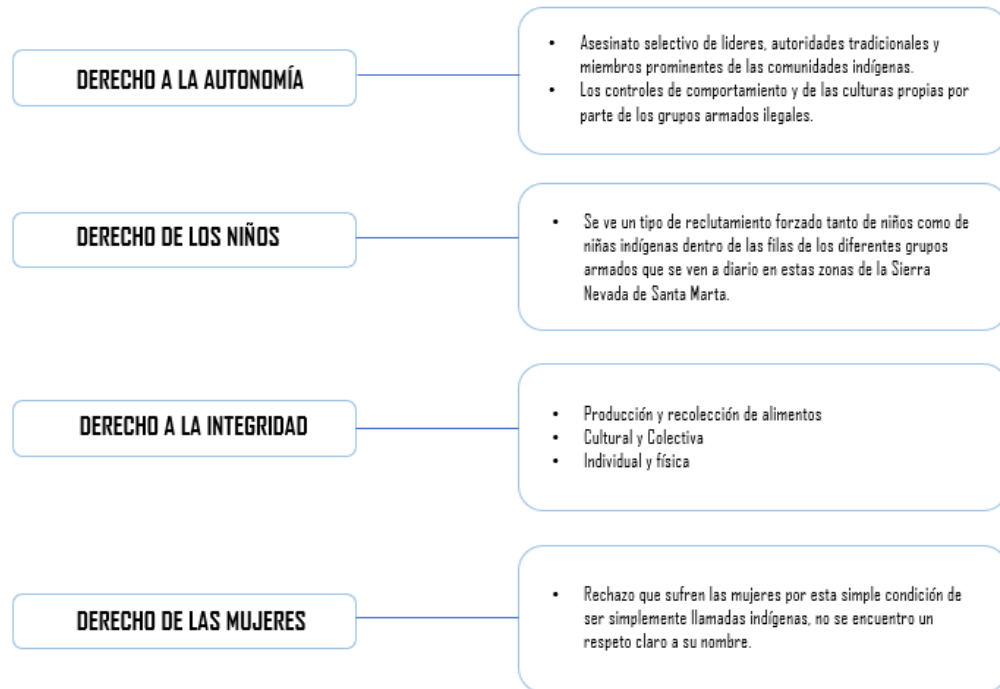 DERECHO A LA AUTONOMÍA
• Asesinato selectivo de lideres, autoridades tradicionales y
miembros prominentes de las comunidades indígenas.
• Los controles de comportamiento y de las culturas propias por
parte de los grupos armados ilegales.
DERECHO DE LOS NIÑOS
• Se ve un tipo de reclutamiento forzado tanto de niños como de
niñas indígenas dentro de las filas de los diferentes grupos
armados que se ven a diario en estas zonas de la Sierra
Nevada de Santa Marta.
DERECHO A LA INTEGRIDAD
• Producción y recolección de alimentos
• Cultural y Colectiva
• Individual y física
DERECHO DE LAS MUJERES
• Rechazo que sufren las mujeres por esta simple condición de
ser simplemente llamadas indígenas, no se encuentro un
respeto claro a su nombre.